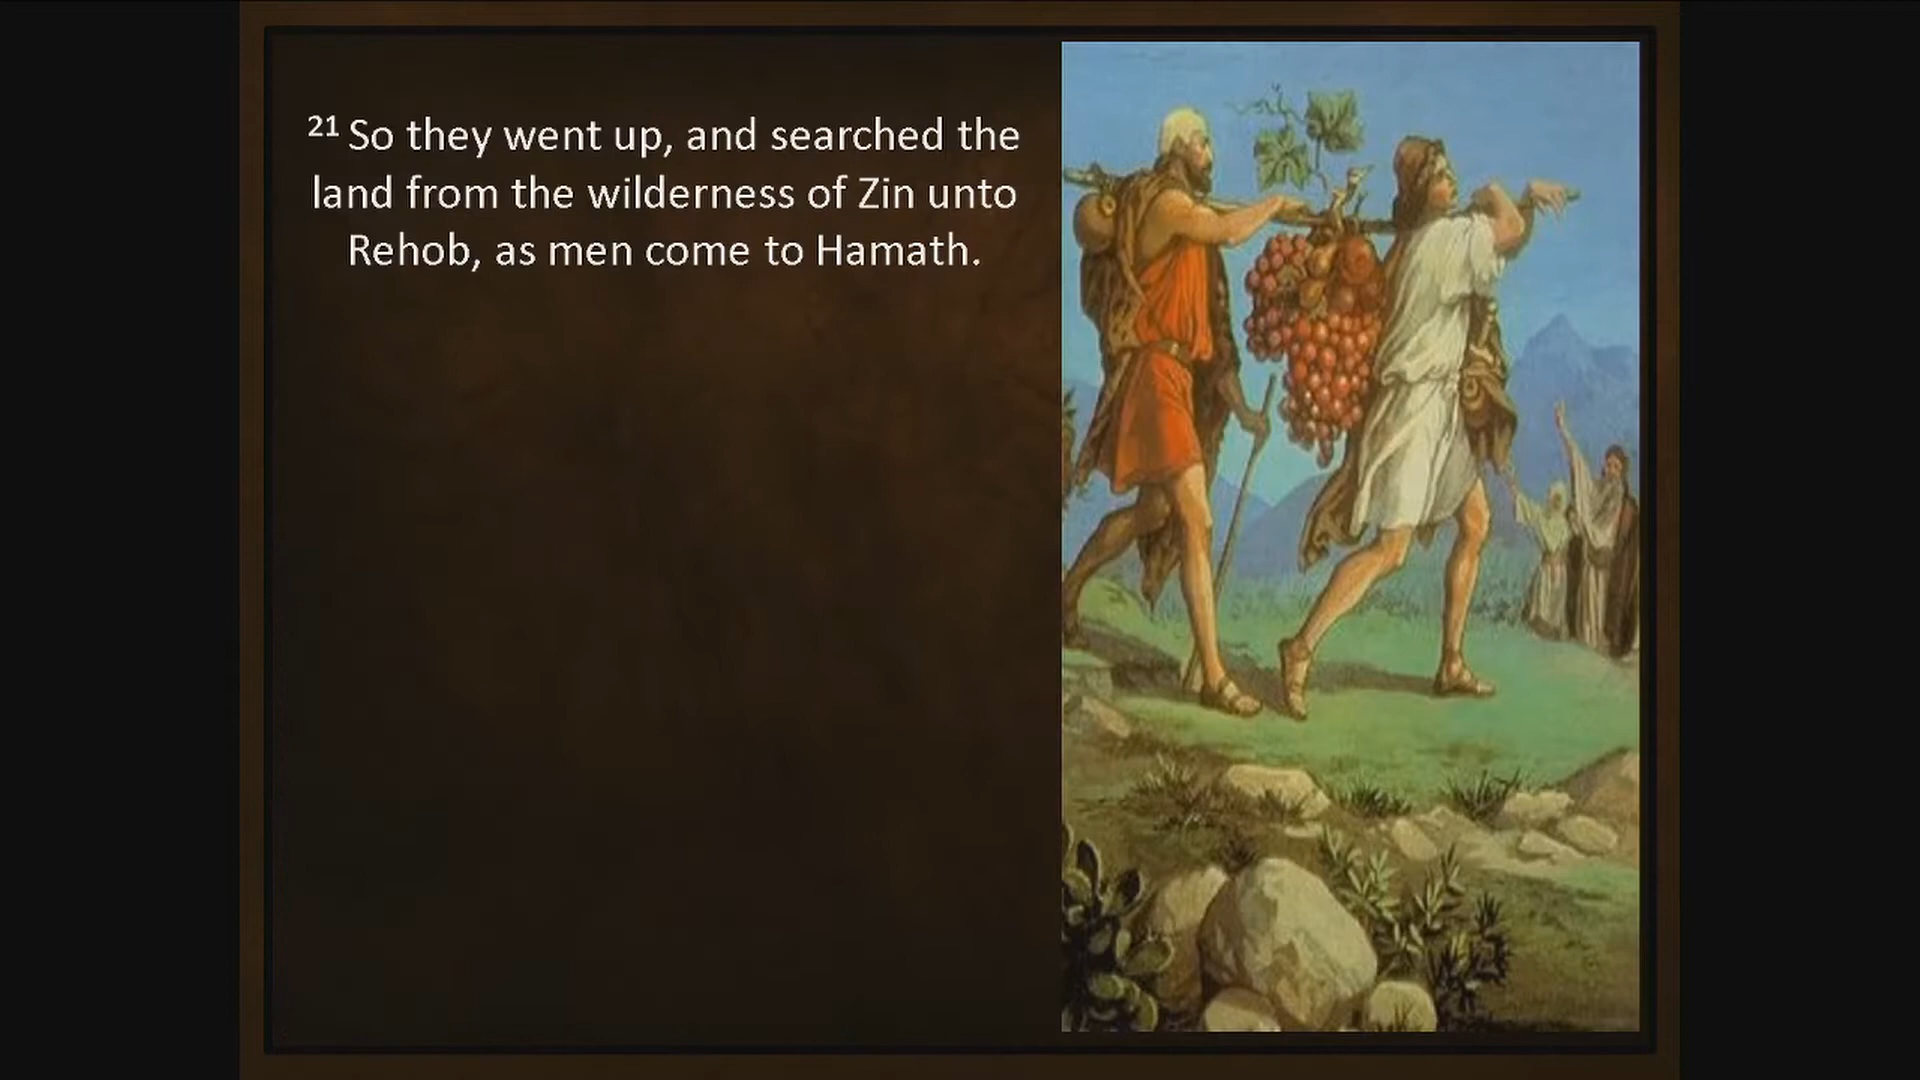 21 So they went up, and searched the
land from the wilderness of Zin unto
Rehob, as men come to Hamath.